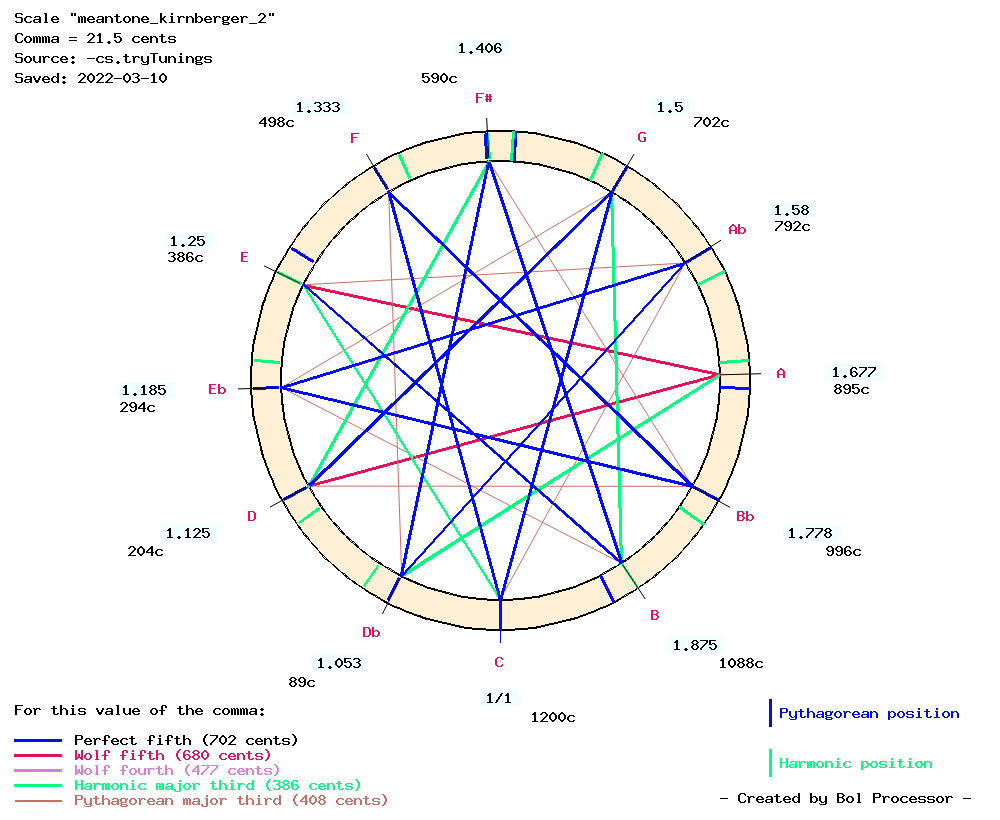 Scale "meantone_kirnberger_2"
Comma = 21.5 cents
Source: -cs.tryTunings
Saved: 2022-03-10
1.406
590c
F#
1.333
498c
F
1.5
702c
G
1.58
792c
Ab
1.25
386c
E
1.185
294c
Eb
1.677
895c
A
1.125
204c
D
1.778
996c
Bb
1.053
89c
Db
1.875
1088c
B
C
1/1
1200c
For this value of the comma:
Perfect fifth (702 cents)
Wolf fifth (680 cents)
Wolf fourth (477 cents)
Harmonic major third (386 cents)
Pythagorean major third (408 cents)
Pythagorean position
Harmonic position
- Created by Bol Processor -